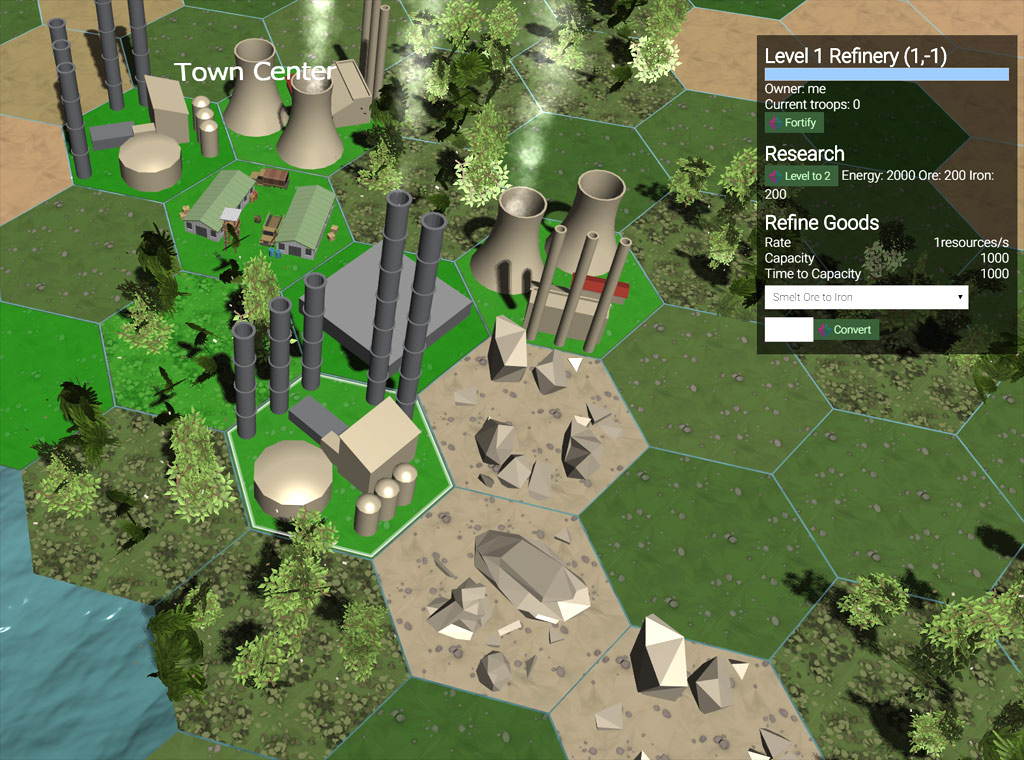 Town Center
Level 1 Refinery (1,-1)
Owner: me
Current troops: 0
Fortify
Research
Level to 2 Energy: 2000 Ore: 200 Iron:
200
Refine Goods
Rate 1resources/s
Capacity 1000
Time to Capacity 1000
Smelt Ore to Iron
Convert